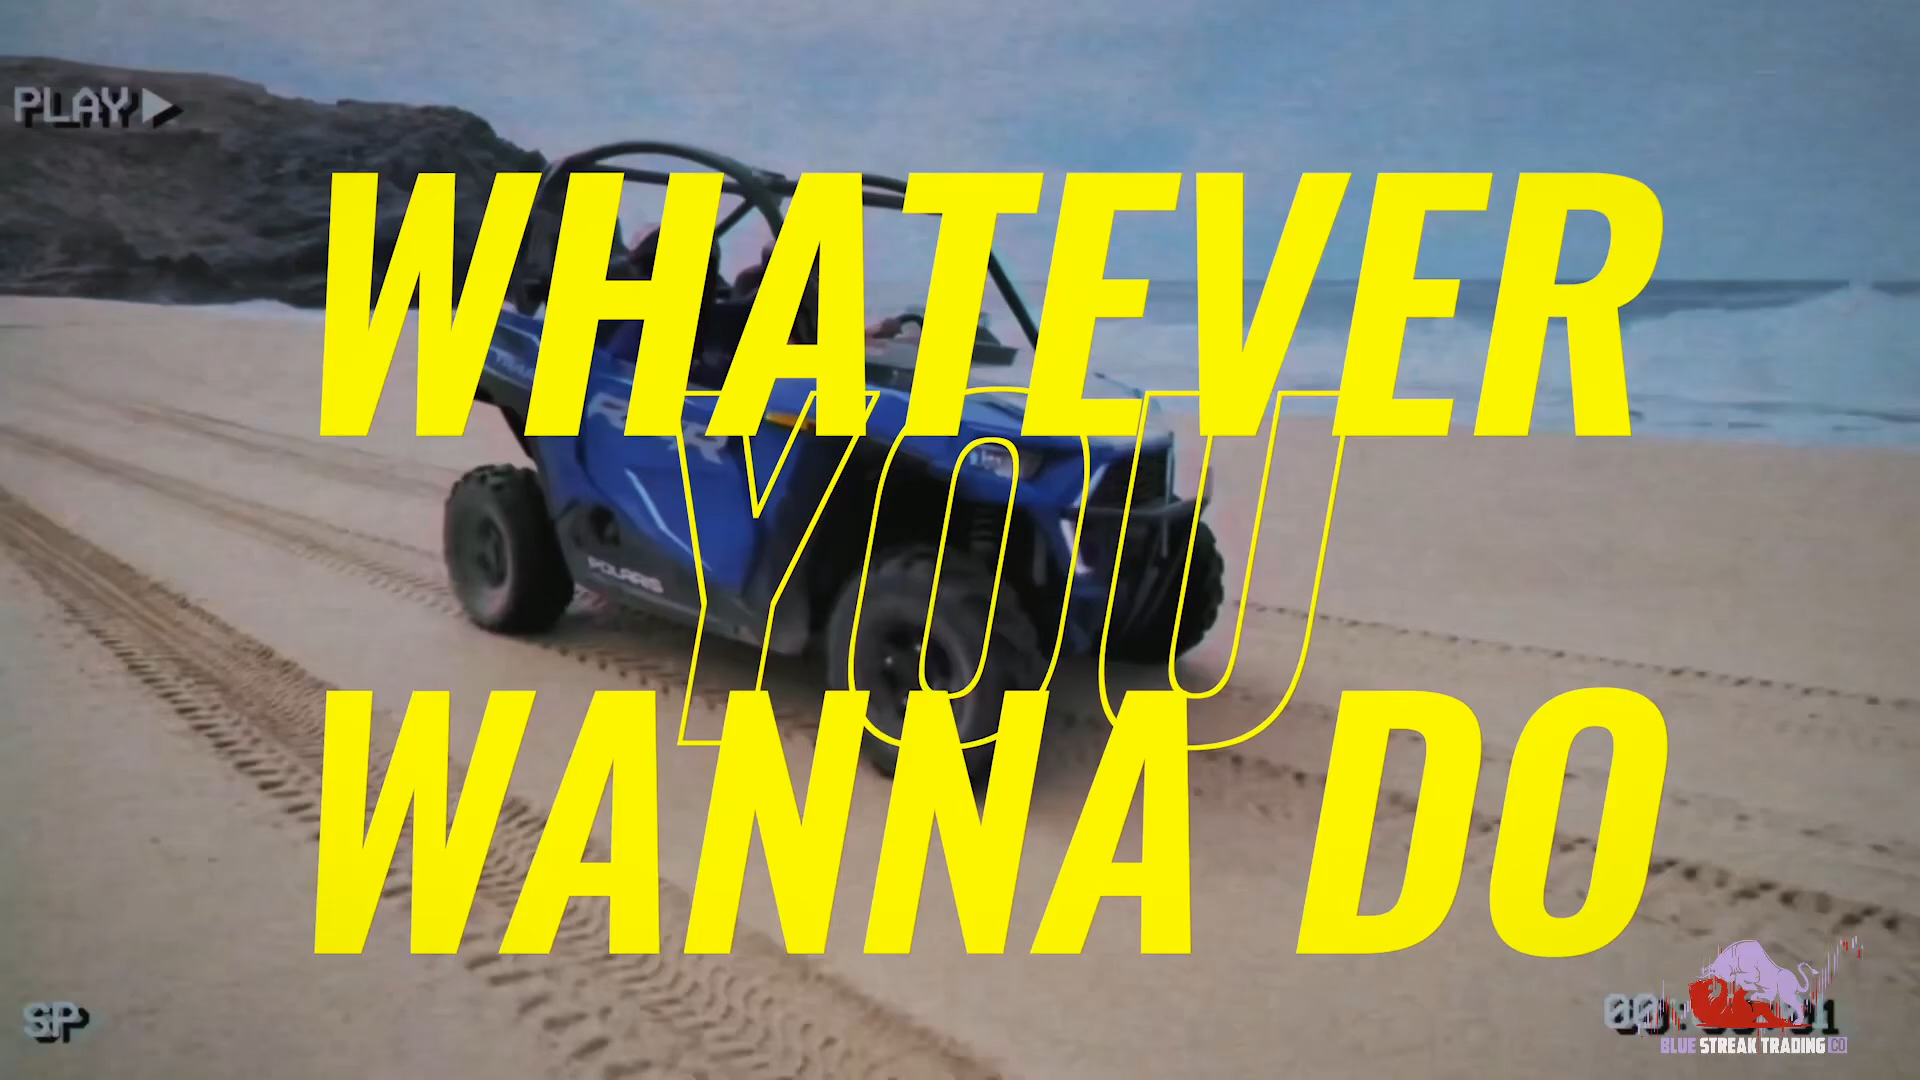 PLAY
WHATEVER
YOU
WANNA DO
POLARIS
SP
BLUE STREAK TRADING CO